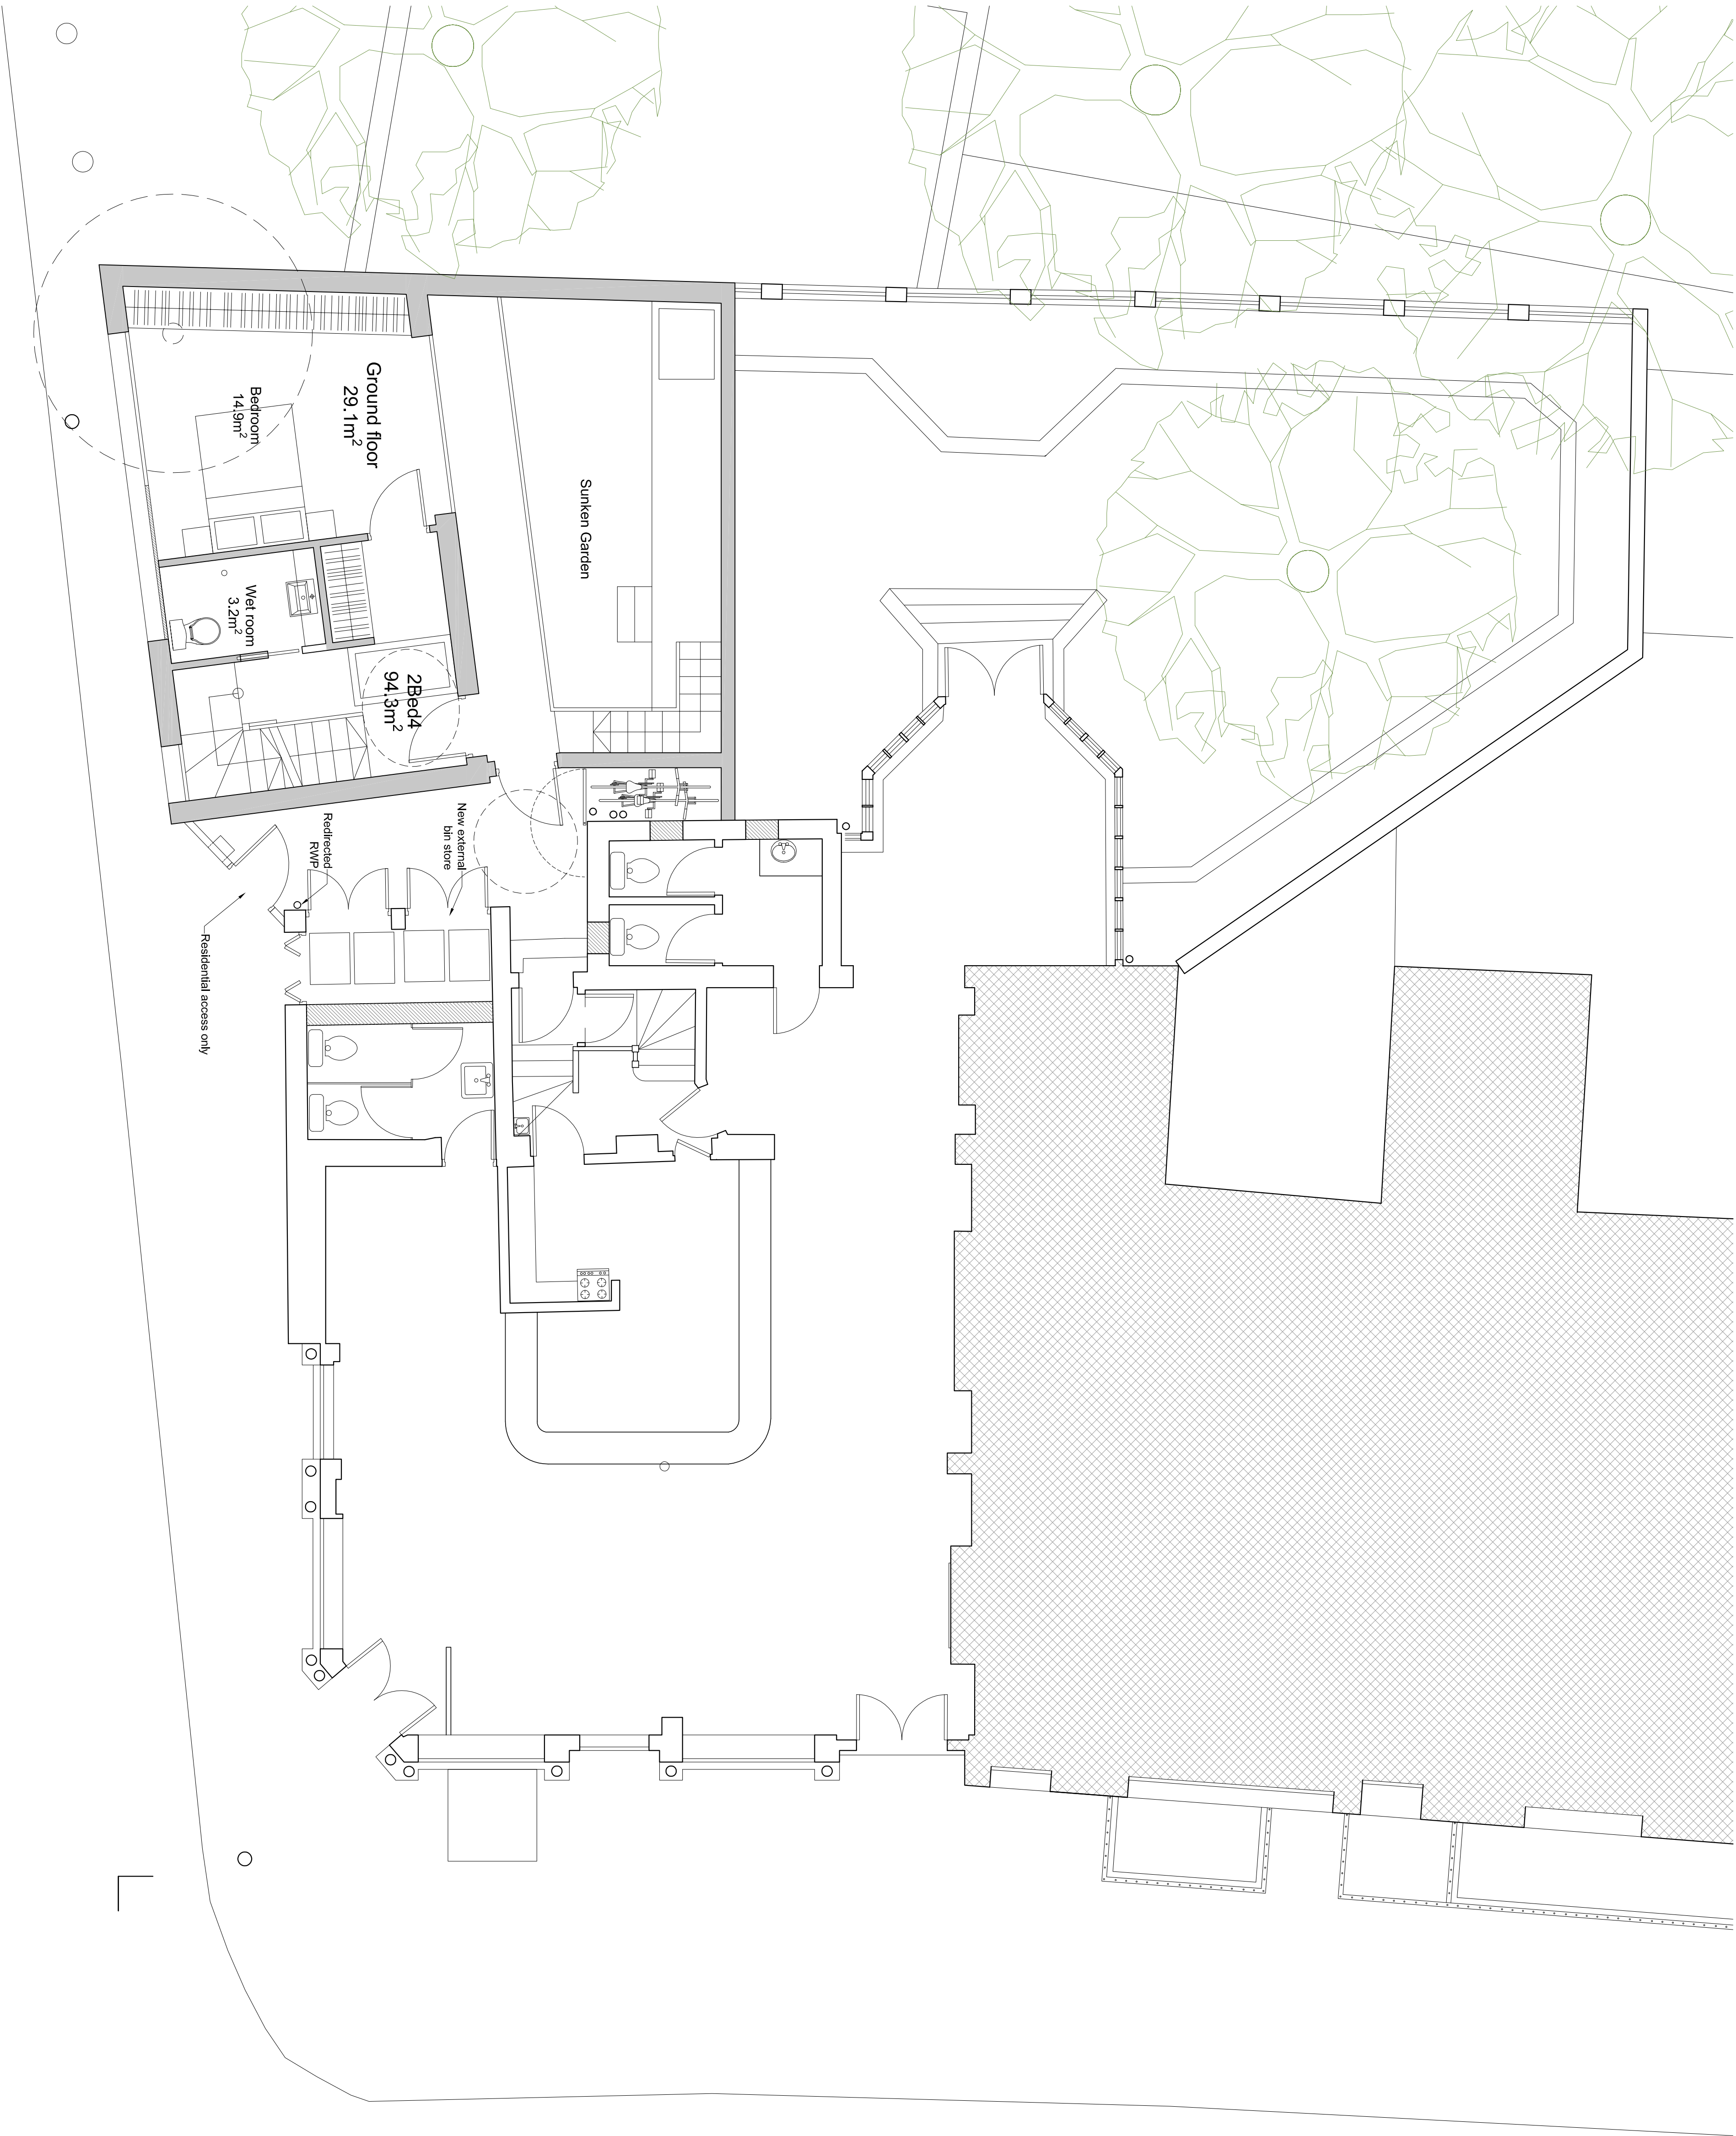 Ground floor
29.1m²
Bedroom
14.9m²
Sunken Garden
Wet room
3.2m²
2Bed4
94.3m²
New external
bin store
Redirected
RWP
Residential access only